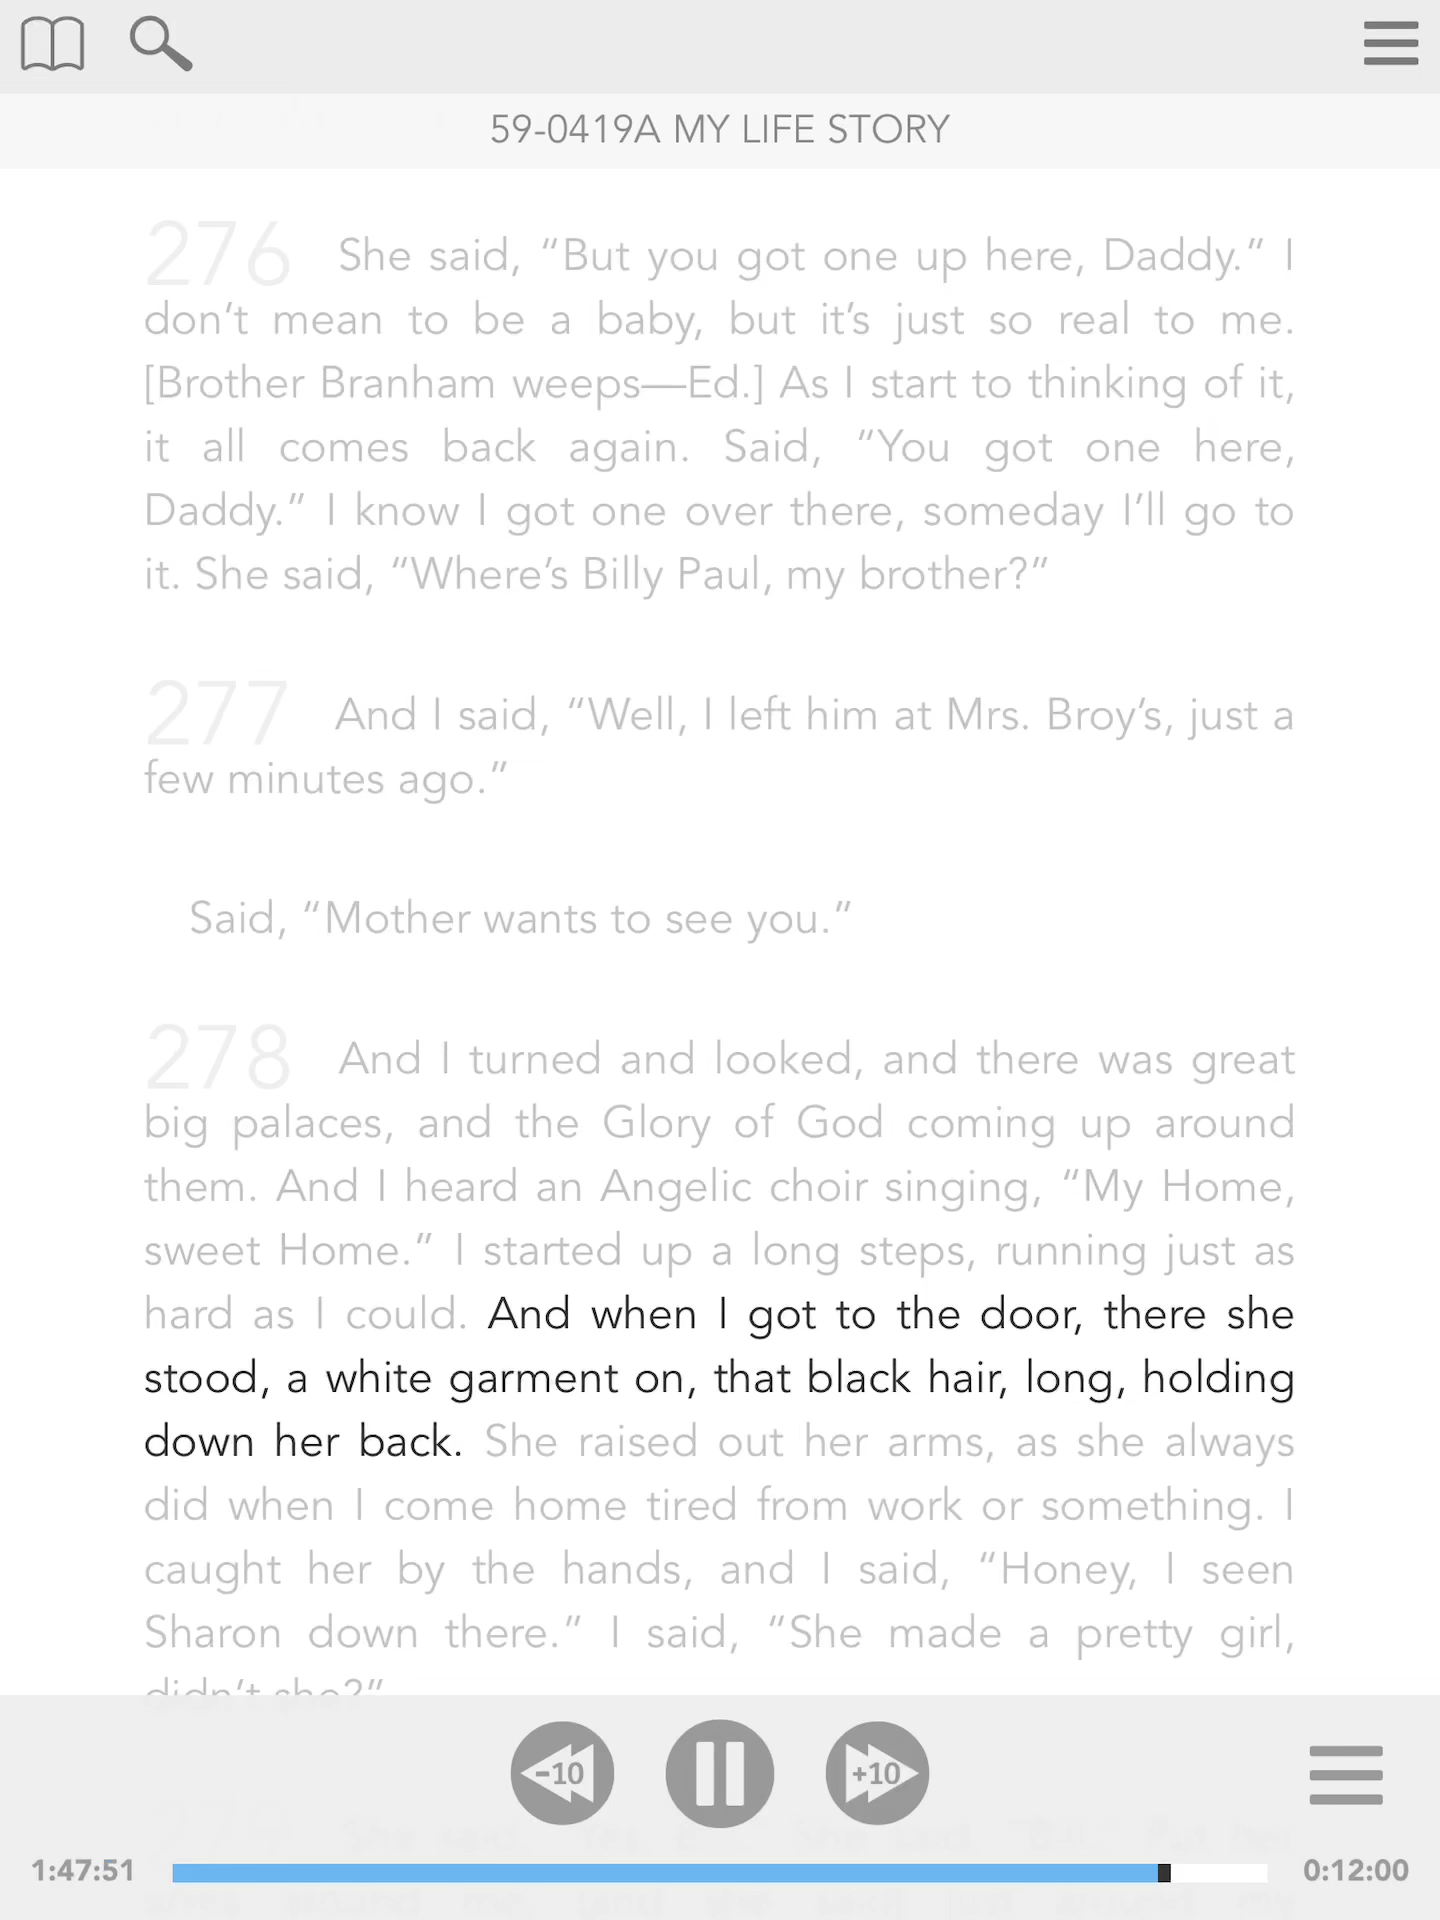 59-0419A MY LIFE STORY
276 She said, “But you got one up here, Daddy.” I
don’t mean to be a baby, but it’s just so real to me.
[Brother Branham weeps—Ed.] As I start to thinking of it,
it all comes back again. Said, “You got one here,
Daddy.” I know I got one over there, someday I’ll go to
it. She said, “Where’s Billy Paul, my brother?”
277 And I said, “Well, I left him at Mrs. Broy’s, just a
few minutes ago.”
Said, “Mother wants to see you.”
278 And I turned and looked, and there was great
big palaces, and the Glory of God coming up around
them. And I heard an Angelic choir singing, “My Home,
sweet Home.” I started up a long steps, running just as
hard as I could. And when I got to the door, there she
stood, a white garment on, that black hair, long, holding
down her back. She raised out her arms, as she always
did when I come home tired from work or something. I
caught her by the hands, and I said, “Honey, I seen
Sharon down there.” I said, “She made a pretty girl,
didn’t she?”
-10 +10
1:47:51 0:12:00